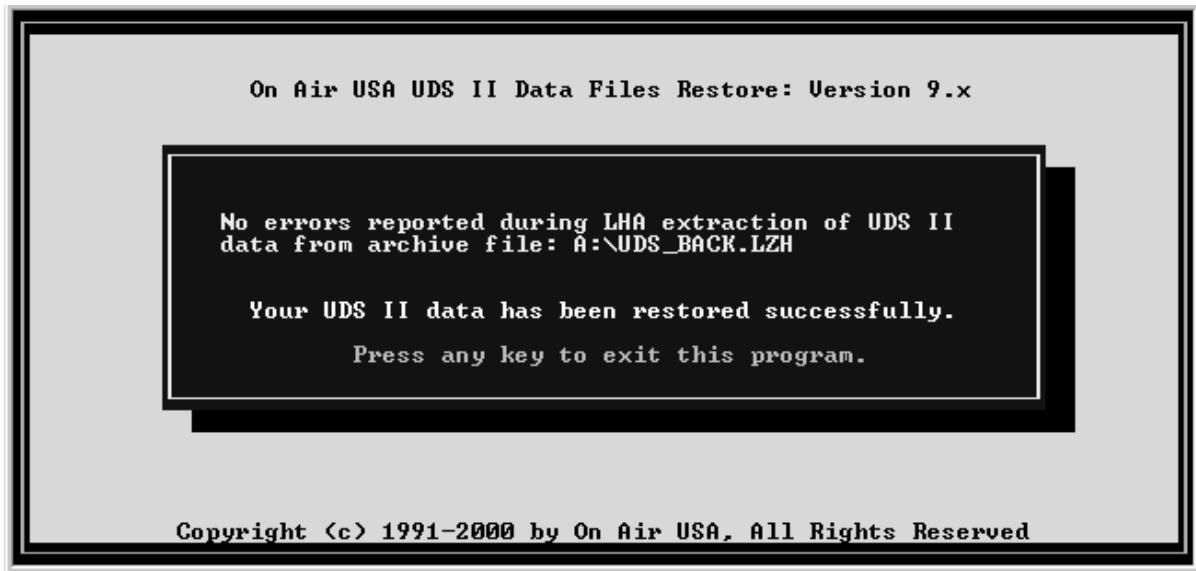 On Air USA UDS II Data Files Restore: Version 9.x
No errors reported during LHA extraction of UDS II
data from archive file: A:\UDS_BACK.LZH
Your UDS II data has been restored successfully.
Press any key to exit this program.
Copyright (c) 1991-2000 by On Air USA, All Rights Reserved